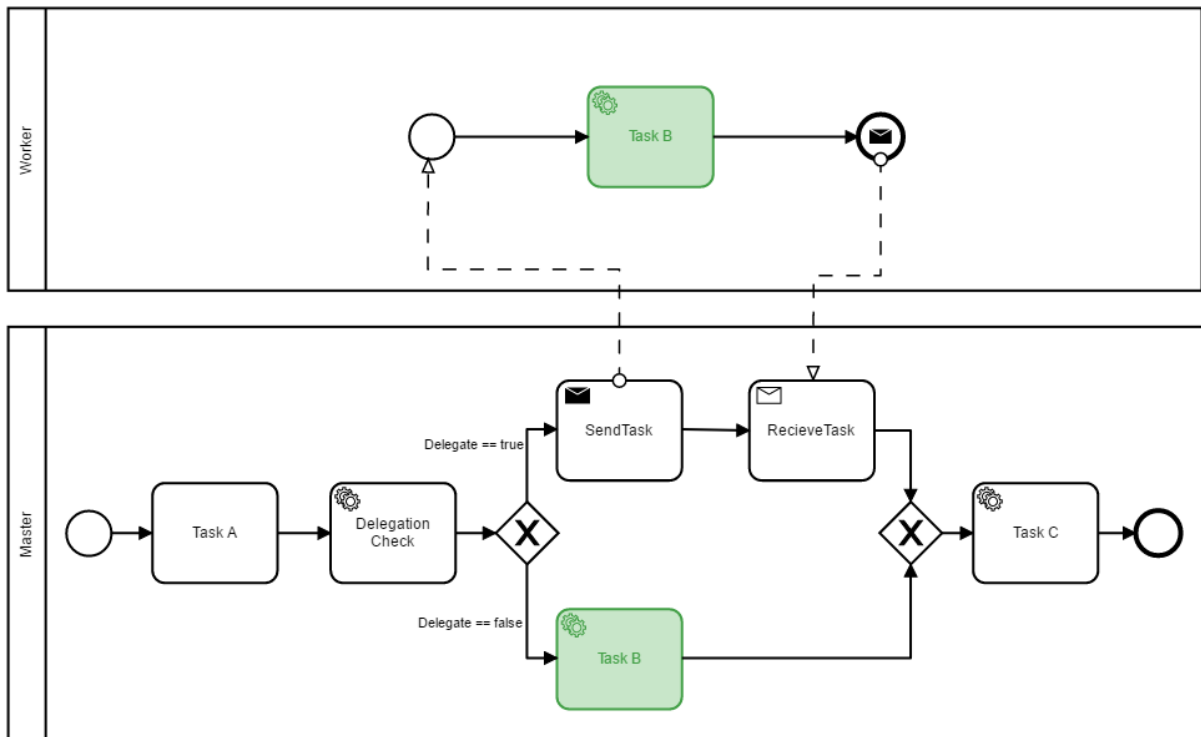 Worker
Task B
Master
Delegate == true
SendTask
RecieveTask
Task A
Delegation
Check
Task C
Delegate == false
Task B